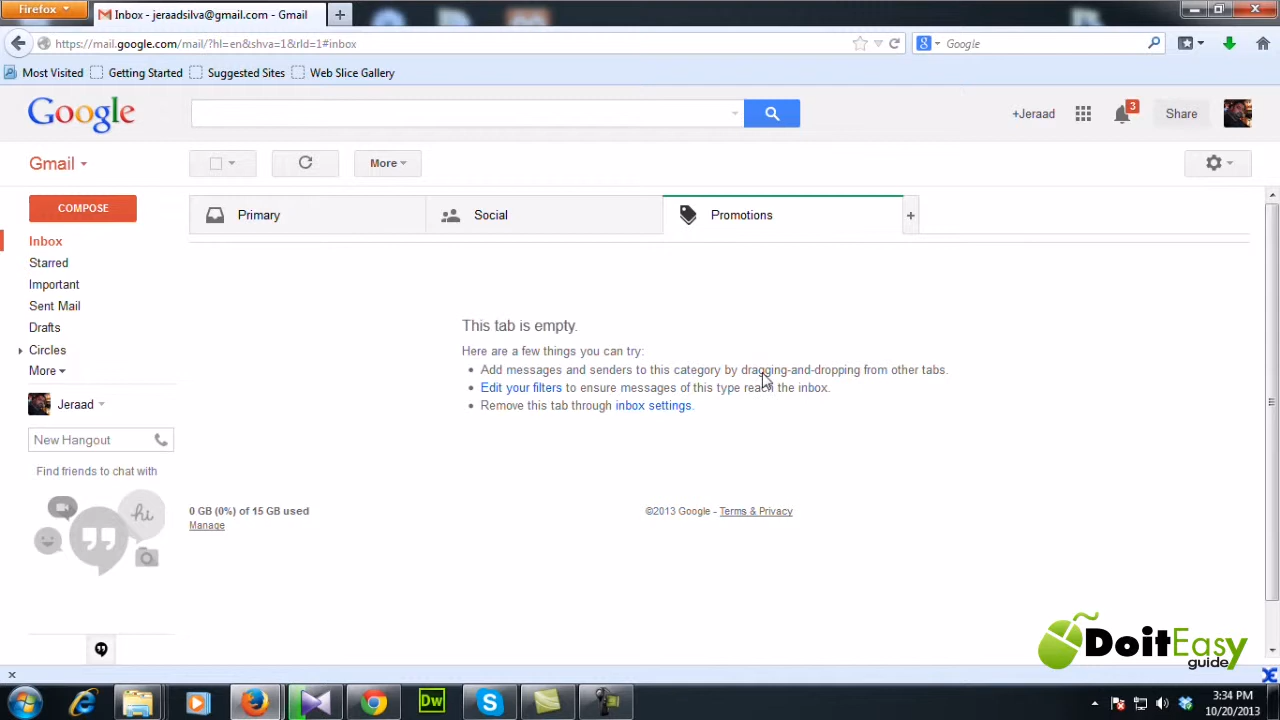 Firefox
Inbox - jeraadsilva@gmail.com - Gmail
https://mail.google.com/mail/?hl=en&shva=1&rld=1#inbox
Google
Most Visited
Getting Started
Suggested Sites
Web Slice Gallery
Google
+Jeraad
3
Share
Gmail
More
COMPOSE
Primary
Social
Promotions
+
Inbox
Starred
Important
Sent Mail
Drafts
Circles
More
Jeraad
New Hangout
Find friends to chat with
hi
This tab is empty.
Here are a few things you can try:
Add messages and senders to this category by dragging-and-dropping from other tabs.
Edit your filters to ensure messages of this type reach the inbox.
Remove this tab through inbox settings.
0 GB (0%) of 15 GB used
Manage
©2013 Google - Terms & Privacy
DoitEasy
guide
Dw
3:34 PM
10/20/2013